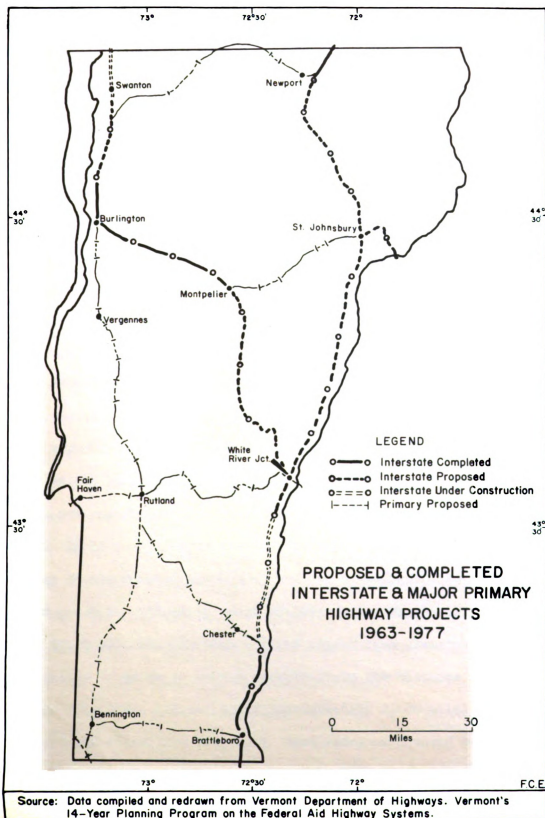 73°
72° 30'
72°
Swanton
Newport
44°
30'
44°
30'
Burlington
St. Johnsbury
Montpelier
Vergennes
LEGEND
Interstate Completed
Interstate Proposed
Interstate Under Construction
Primary Proposed
White
River Jct.
Fair
Haven
Rutland
43°
30'
43°
30'
PROPOSED & COMPLETED
INTERSTATE & MAJOR PRIMARY
HIGHWAY PROJECTS
1963-1977
Chester
Bennington
Brattleboro
0 15 30
Miles
73°
72° 30'
72°
F.C.E.
Source: Data compiled and redrawn from Vermont Department of Highways. Vermont's
14-Year Planning Program on the Federal Aid Highway Systems.